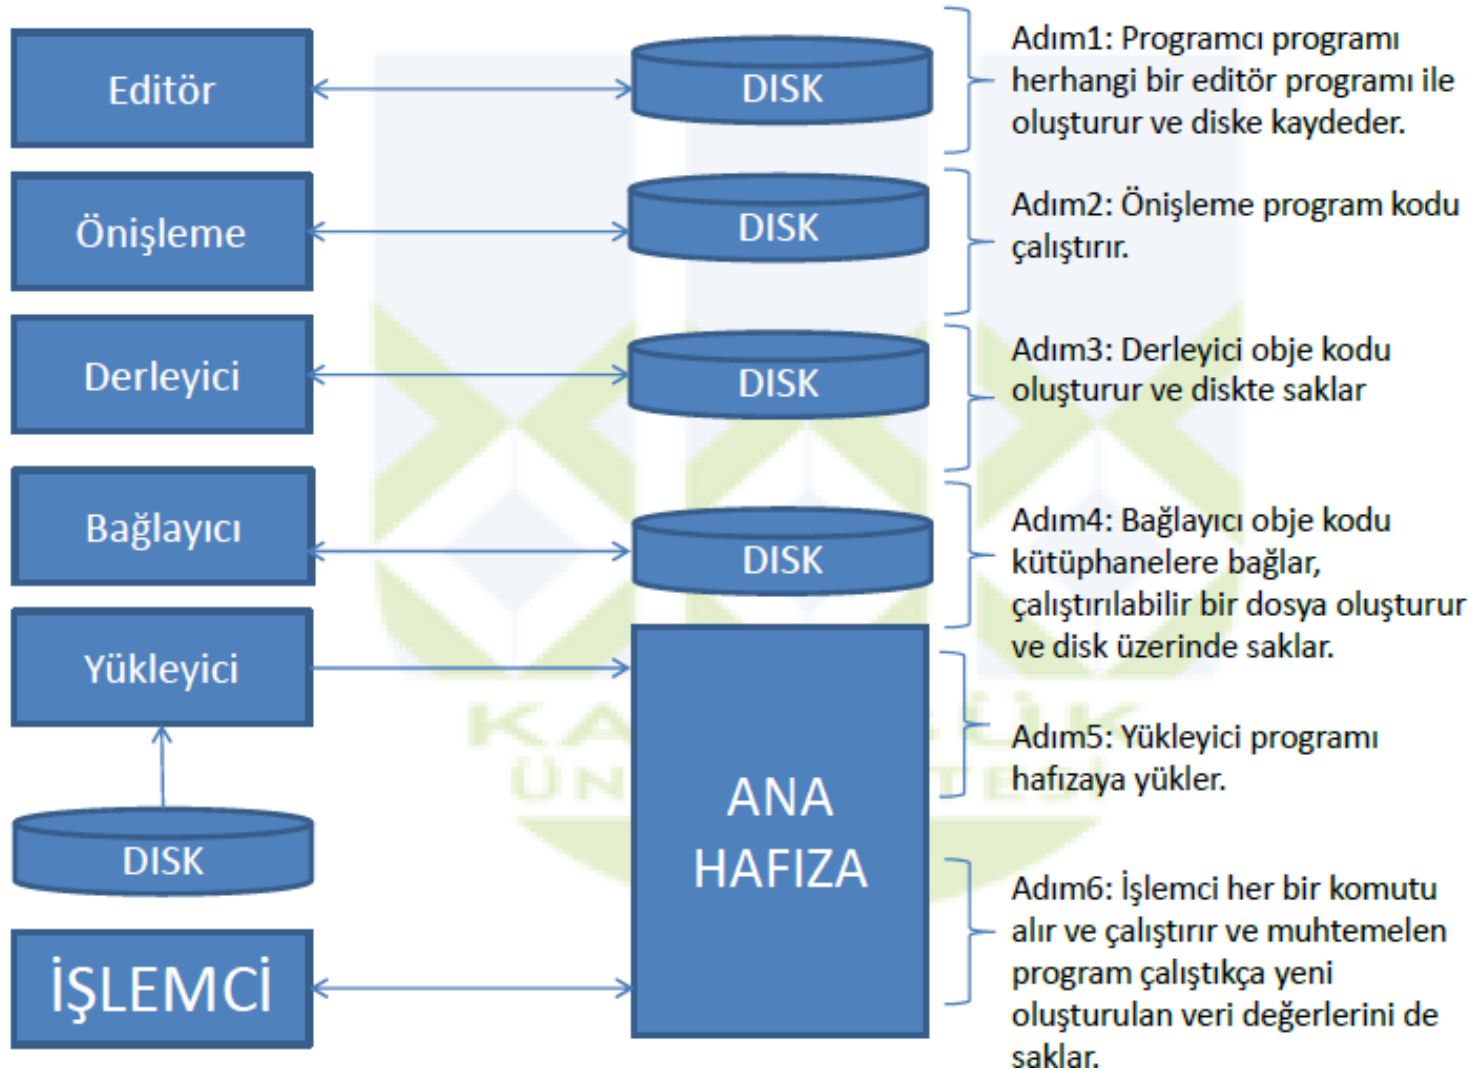 Editör
DISK
Adım1: Programcı programı
herhangi bir editör programı ile
oluşturur ve diske kaydeder.
Önişleme
DISK
Adım2: Önişleme program kodu
çalıştırır.
Derleyici
DISK
Adım3: Derleyici obje kodu
oluşturur ve diskte saklar
Bağlayıcı
DISK
Adım4: Bağlayıcı obje kodu
kütüphanelere bağlar,
çalıştırılabilir bir dosya oluşturur
ve disk üzerinde saklar.
Yükleyici
DISK
ANA
HAFIZA
Adım5: Yükleyici programı
hafızaya yükler.
İŞLEMCİ
Adım6: İşlemci her bir komutu
alır ve çalıştırır ve muhtemelen
program çalıştıkça yeni
oluşturulan veri değerlerini de
saklar.